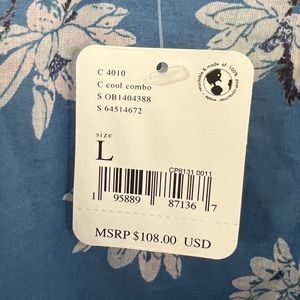 C 4010
C cool combo
S OB1404388
S 64514672
size
L
CP8131 0011
1 95889 87136 7
MSRP $108.00 USD